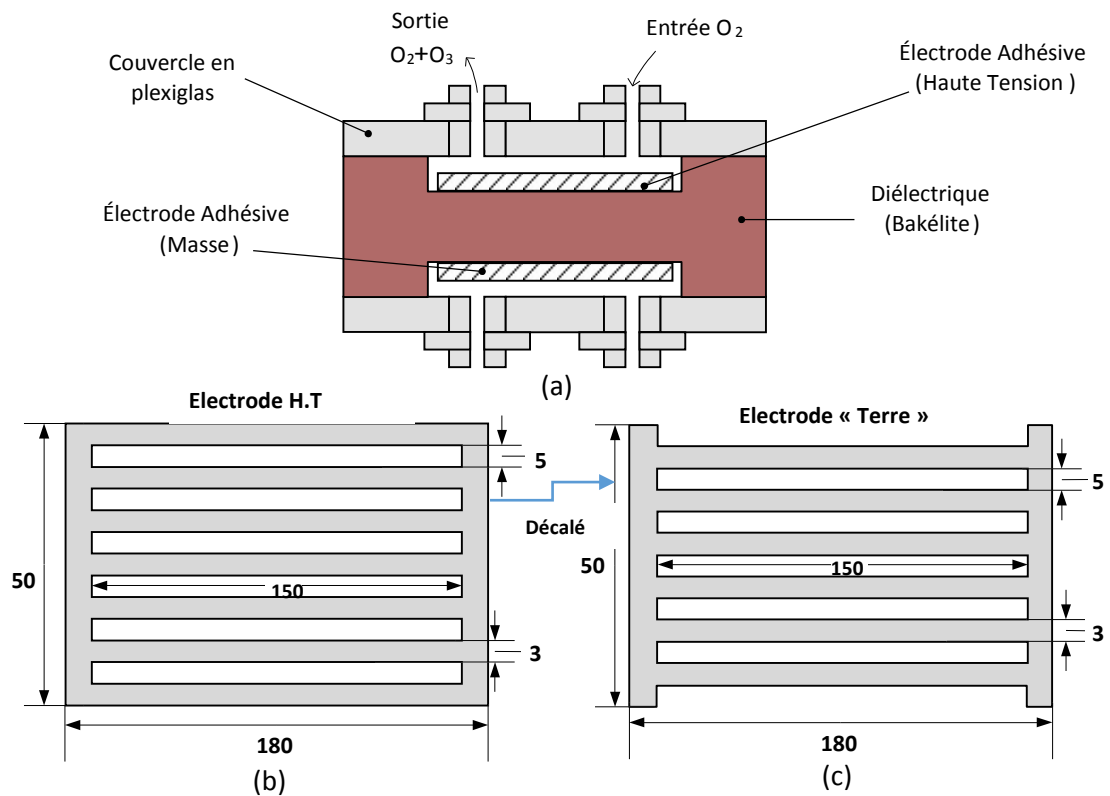 Sortie
O2+O3
Entrée O2
Couvercle en
plexiglas
Électrode Adhésive
(Haute Tension )
Électrode Adhésive
(Masse)
Diélectrique
(Bakélite )
(a)
Electrode H.T
Electrode « Terre »
5
5
Décalé
50
150
50
150
3
3
180
180
(b)
(c)